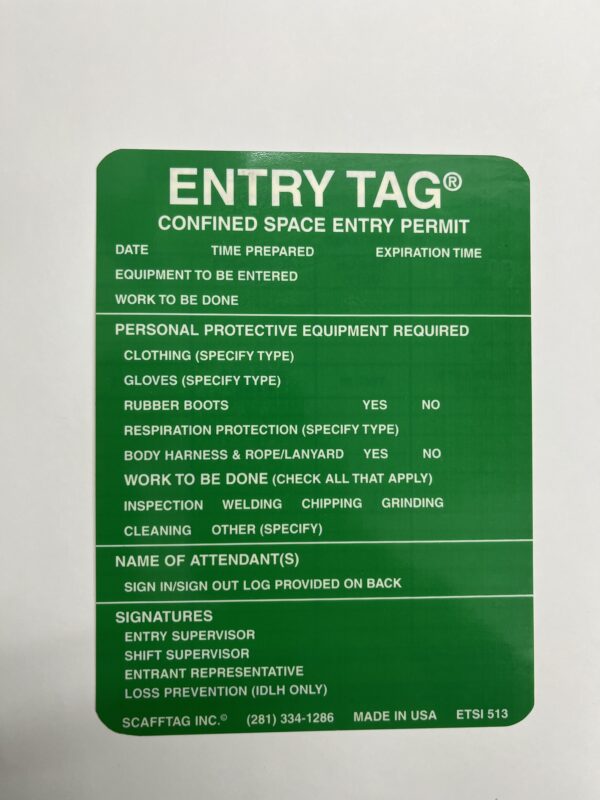 ENTRY TAG®
CONFINED SPACE ENTRY PERMIT
DATE TIME PREPARED EXPIRATION TIME
EQUIPMENT TO BE ENTERED
WORK TO BE DONE
PERSONAL PROTECTIVE EQUIPMENT REQUIRED
CLOTHING (SPECIFY TYPE)
GLOVES (SPECIFY TYPE)
RUBBER BOOTS YES NO
RESPIRATION PROTECTION (SPECIFY TYPE)
BODY HARNESS & ROPE/LANYARD YES NO
WORK TO BE DONE (CHECK ALL THAT APPLY)
INSPECTION WELDING CHIPPING GRINDING
CLEANING OTHER (SPECIFY)
NAME OF ATTENDANT(S)
SIGN IN/SIGN OUT LOG PROVIDED ON BACK
SIGNATURES
ENTRY SUPERVISOR
SHIFT SUPERVISOR
ENTRANT REPRESENTATIVE
LOSS PREVENTION (IDLH ONLY)
SCAFFTAG INC.© (281) 334-1286 MADE IN USA ETSI 513